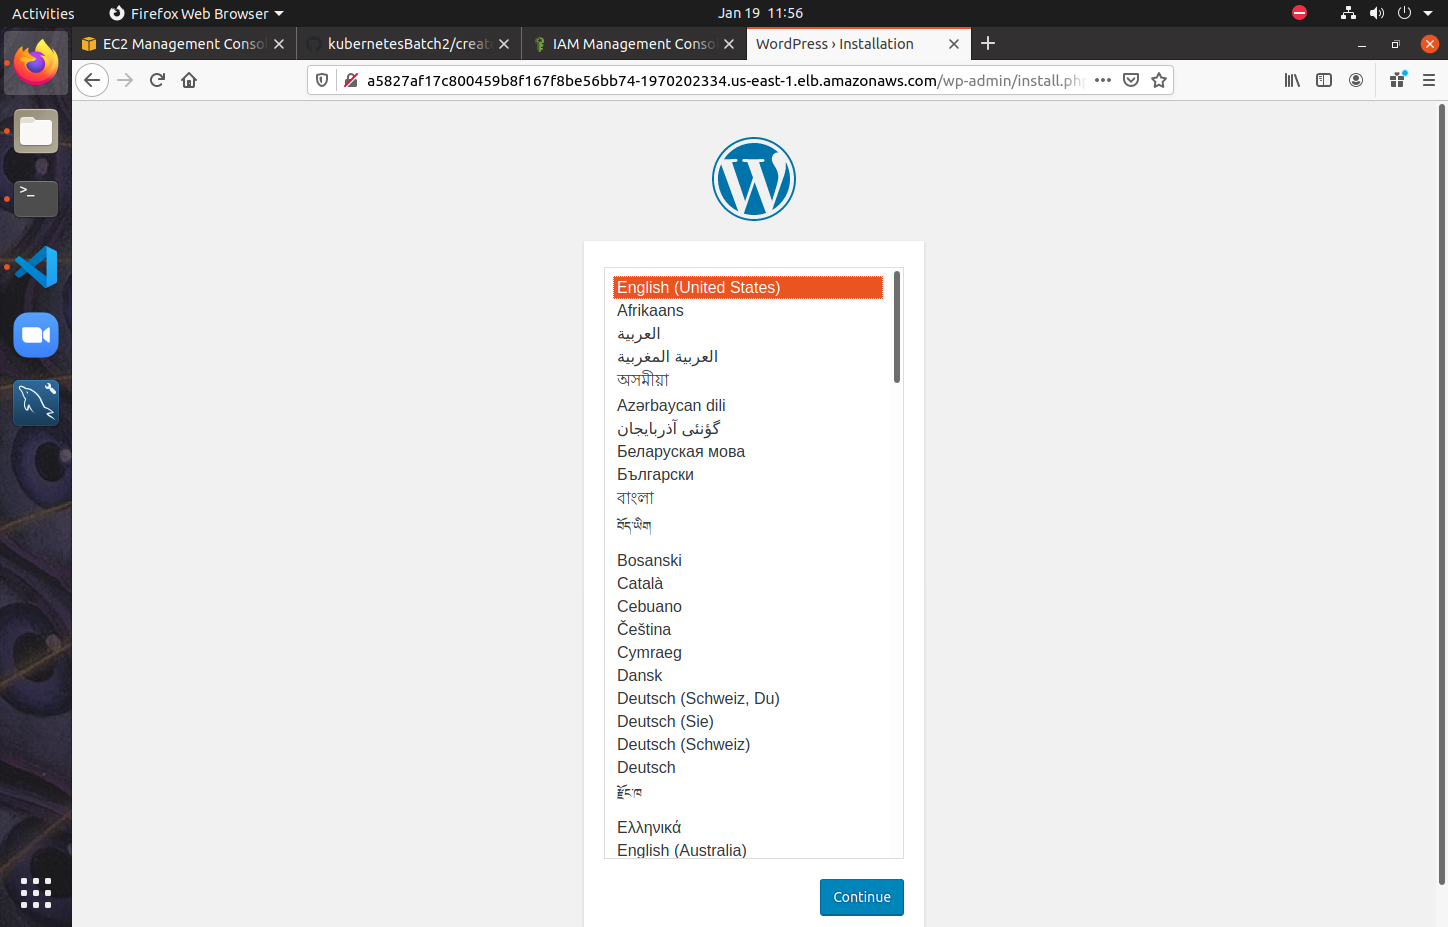 Activities
Firefox Web Browser
Jan 19 11:56
EC2 Management Conso
kubernetesBatch2/creat
IAM Management Conso
WordPress › Installation
a5827af17c800459b8f167f8be56bb74-1970202334.us-east-1.elb.amazonaws.com/wp-admin/install.php
English (United States)
Afrikaans
العربية
العربية المغربية
অসমীয়া
Azərbaycan dili
گؤنئی آذربایجان
Беларуская мова
Български
বাংলা
བོད་ཡིག
Bosanski
Català
Cebuano
Čeština
Cymraeg
Dansk
Deutsch (Schweiz, Du)
Deutsch (Sie)
Deutsch (Schweiz)
Deutsch
རྫོང་ཁ
Ελληνικά
English (Australia)
Continue